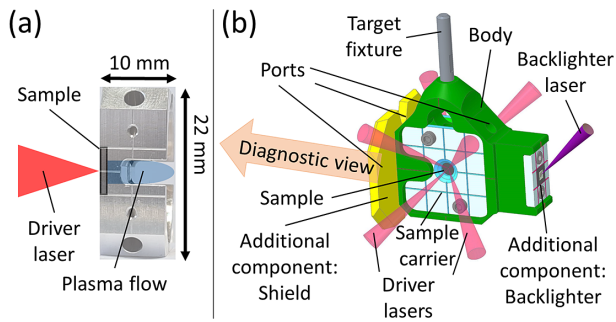 (a)
10 mm
Sample
22 mm
Driver
laser
Plasma flow
(b)
Target
fixture
Body
Backlighter
laser
Ports
Diagnostic view
Sample
Additional
component:
Shield
Sample
carrier
Driver
lasers
Additional
component:
Backlighter